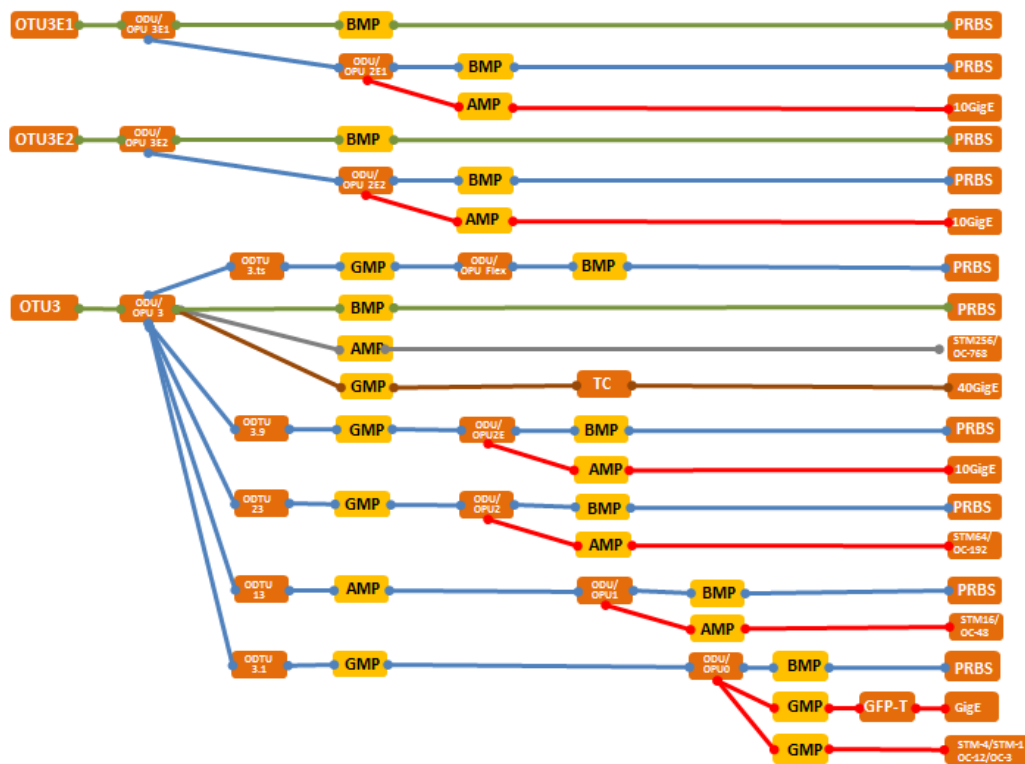 OTU3E1
ODU/
OPU 3E1
BMP
PRBS
ODU/
OPU 2E1
BMP
PRBS
AMP
10GigE
OTU3E2
ODU/
OPU 3E2
BMP
PRBS
ODU/
OPU 2E2
BMP
PRBS
AMP
10GigE
ODTU
3.ts
GMP
ODU/
OPU Flex
BMP
PRBS
OTU3
ODU/
OPU 3
BMP
PRBS
AMP
STM256/
OC-768
GMP
TC
40GigE
ODTU
3.9
GMP
ODU/
OPU2E
BMP
PRBS
AMP
10GigE
ODTU
23
GMP
ODU/
OPU2
BMP
PRBS
AMP
STM64/
OC-192
ODTU
13
AMP
ODU/
OPU1
BMP
PRBS
AMP
STM16/
OC-48
ODTU
3.1
GMP
ODU/
OPU0
BMP
PRBS
GMP
GFP-T
GigE
GMP
STM-4/STM-1
OC-12/OC-3